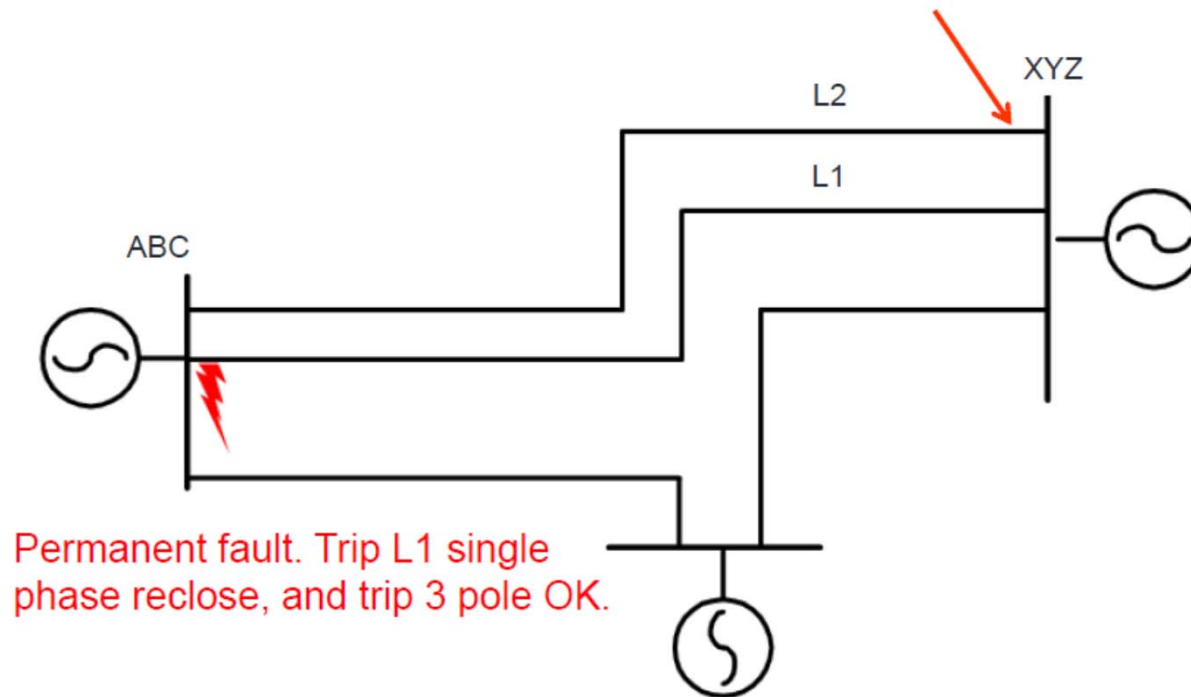 XYZ
L2
L1
ABC
Permanent fault. Trip L1 single
phase reclose, and trip 3 pole OK.